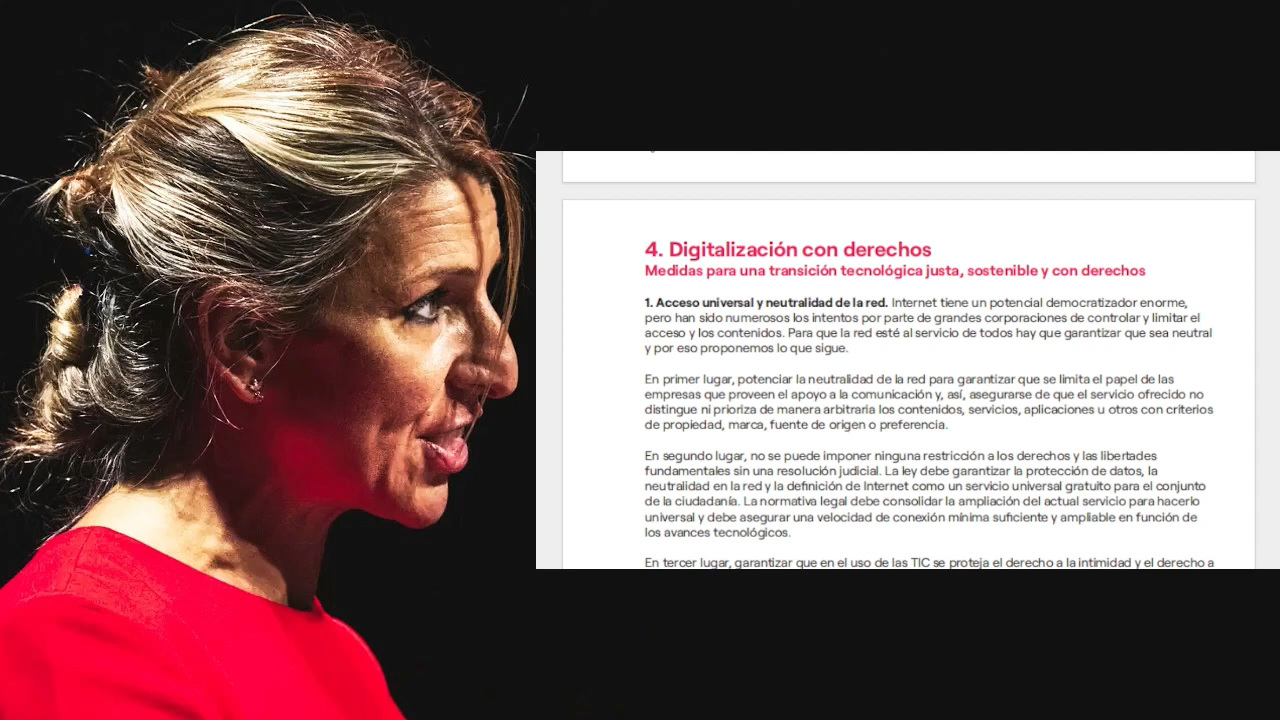 4. Digitalización con derechos
Medidas para una transición tecnológica justa, sostenible y con derechos
1. Acceso universal y neutralidad de la red. Internet tiene un potencial democratizador enorme,
pero han sido numerosos los intentos por parte de grandes corporaciones de controlar y limitar el
acceso y los contenidos. Para que la red esté al servicio de todos hay que garantizar que sea neutral
y por eso proponemos lo que sigue.
En primer lugar, potenciar la neutralidad de la red para garantizar que se limita el papel de las
empresas que proveen el apoyo a la comunicación y, así, asegurarse de que el servicio ofrecido no
distingue ni prioriza de manera arbitraria los contenidos, servicios, aplicaciones u otros con criterios
de propiedad, marca, fuente de origen o preferencia.
En segundo lugar, no se puede imponer ninguna restricción a los derechos y las libertades
fundamentales sin una resolución judicial. La ley debe garantizar la protección de datos, la
neutralidad en la red y la definición de Internet como un servicio universal gratuito para el conjunto
de la ciudadanía. La normativa legal debe consolidar la ampliación del actual servicio para hacerlo
universal y debe asegurar una velocidad de conexión mínima suficiente y ampliable en función de
los avances tecnológicos.
En tercer lugar, garantizar que en el uso de las TIC se proteja el derecho a la intimidad y el derecho a